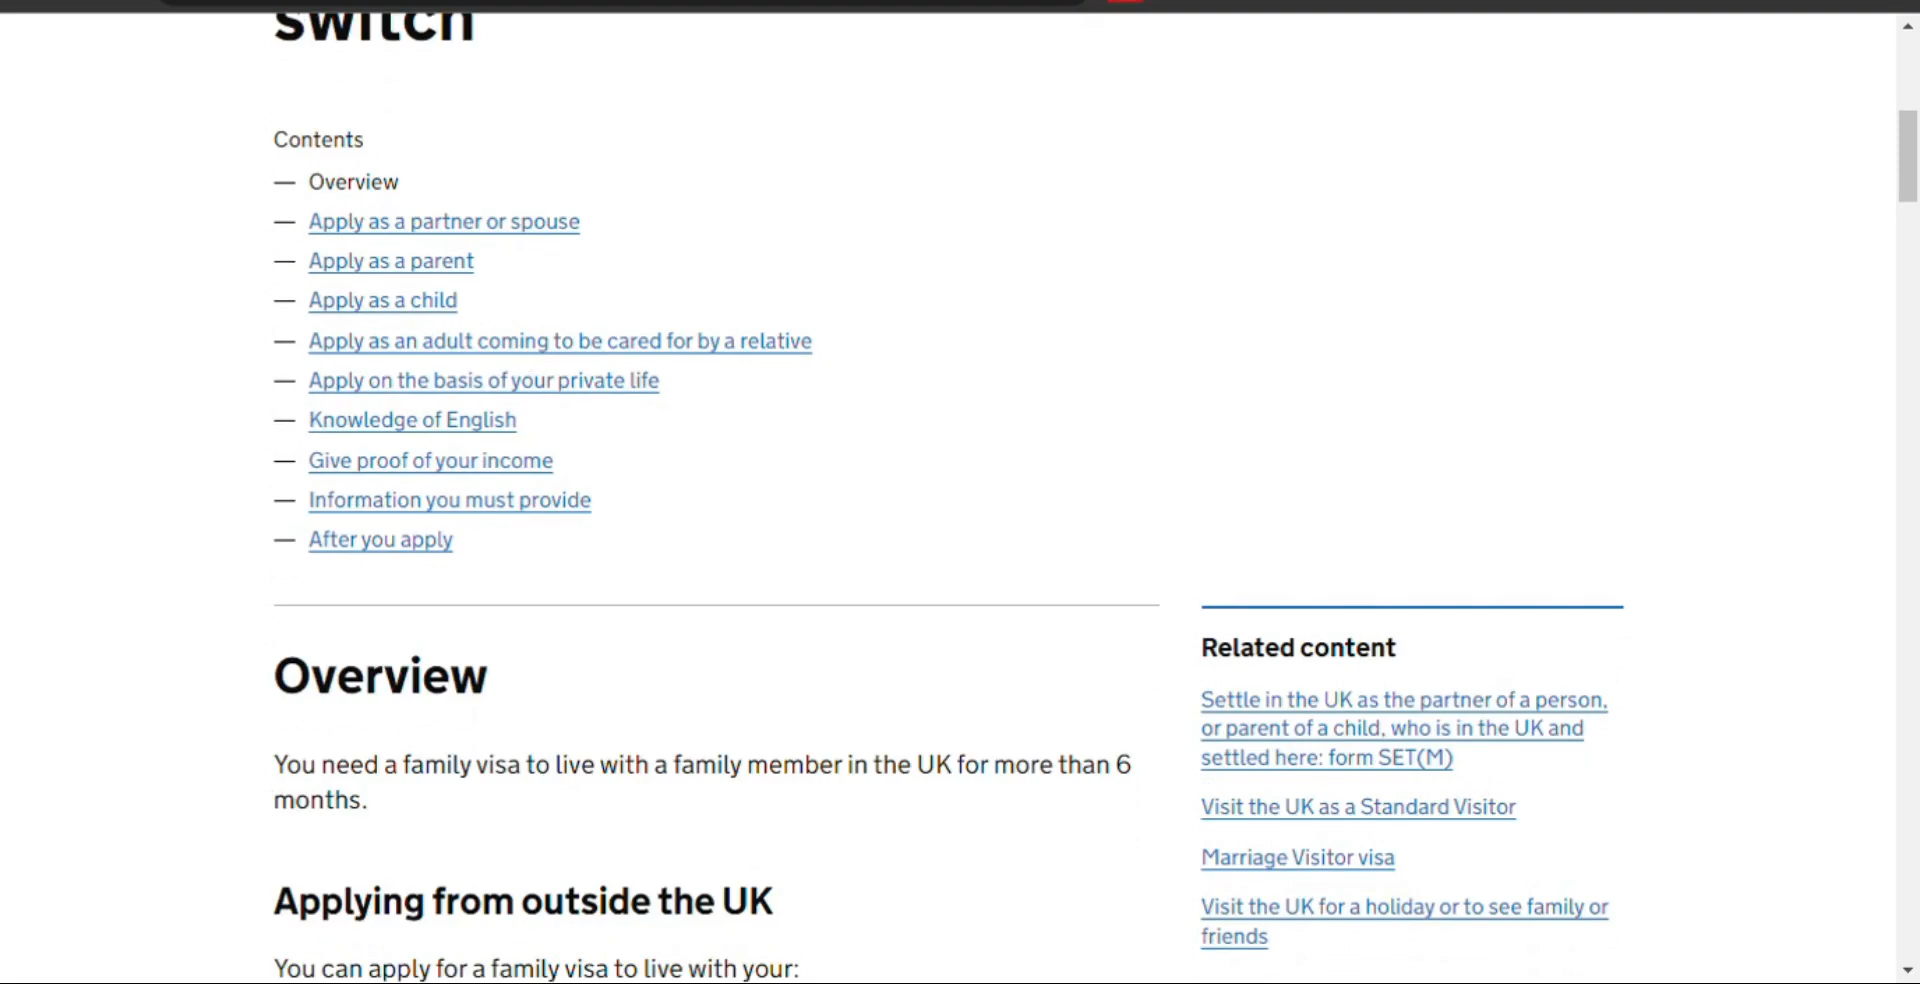 switch
Contents
— Overview
— Apply as a partner or spouse
— Apply as a parent
— Apply as a child
— Apply as an adult coming to be cared for by a relative
— Apply on the basis of your private life
— Knowledge of English
— Give proof of your income
— Information you must provide
— After you apply
Overview
You need a family visa to live with a family member in the UK for more than 6
months.
Applying from outside the UK
You can apply for a family visa to live with your:
Related content
Settle in the UK as the partner of a person,
or parent of a child, who is in the UK and
settled here: form SET(M)
Visit the UK as a Standard Visitor
Marriage Visitor visa
Visit the UK for a holiday or to see family or
friends